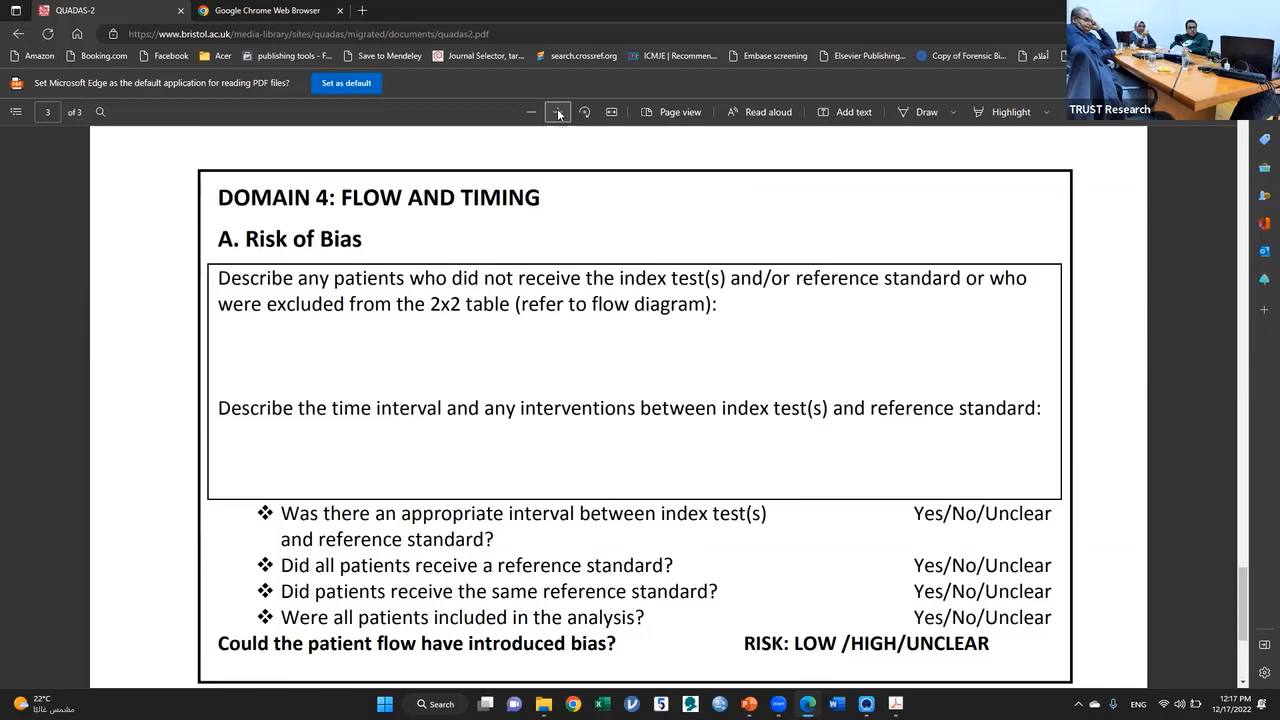 QUADAS-2
Google Chrome Web Browser
https://www.bristol.ac.uk/media-library/sites/quadas/migrated/documents/quadas2.pdf
Amazon
Booking.com
Facebook
Acer
publishing tools - F...
Save to Mendeley
Journal Selector, tar...
search.crossref.org
ICMJE | Recommen...
Embase screening
Elsevier Publishing...
Copy of Forensic Bi...
أفلام
Set Microsoft Edge as the default application for reading PDF files?
Set as default
TRUST Research
3 of 3
Page view
Read aloud
Add text
Draw
Highlight
DOMAIN 4: FLOW AND TIMING
A. Risk of Bias
Describe any patients who did not receive the index test(s) and/or reference standard or who
were excluded from the 2x2 table (refer to flow diagram):
Describe the time interval and any interventions between index test(s) and reference standard:
❖ Was there an appropriate interval between index test(s) Yes/No/Unclear
and reference standard?
❖ Did all patients receive a reference standard? Yes/No/Unclear
❖ Did patients receive the same reference standard? Yes/No/Unclear
❖ Were all patients included in the analysis? Yes/No/Unclear
Could the patient flow have introduced bias? RISK: LOW /HIGH/UNCLEAR
22°C
مشمس غالبًا
Search
ENG
12:17 PM
12/17/2022